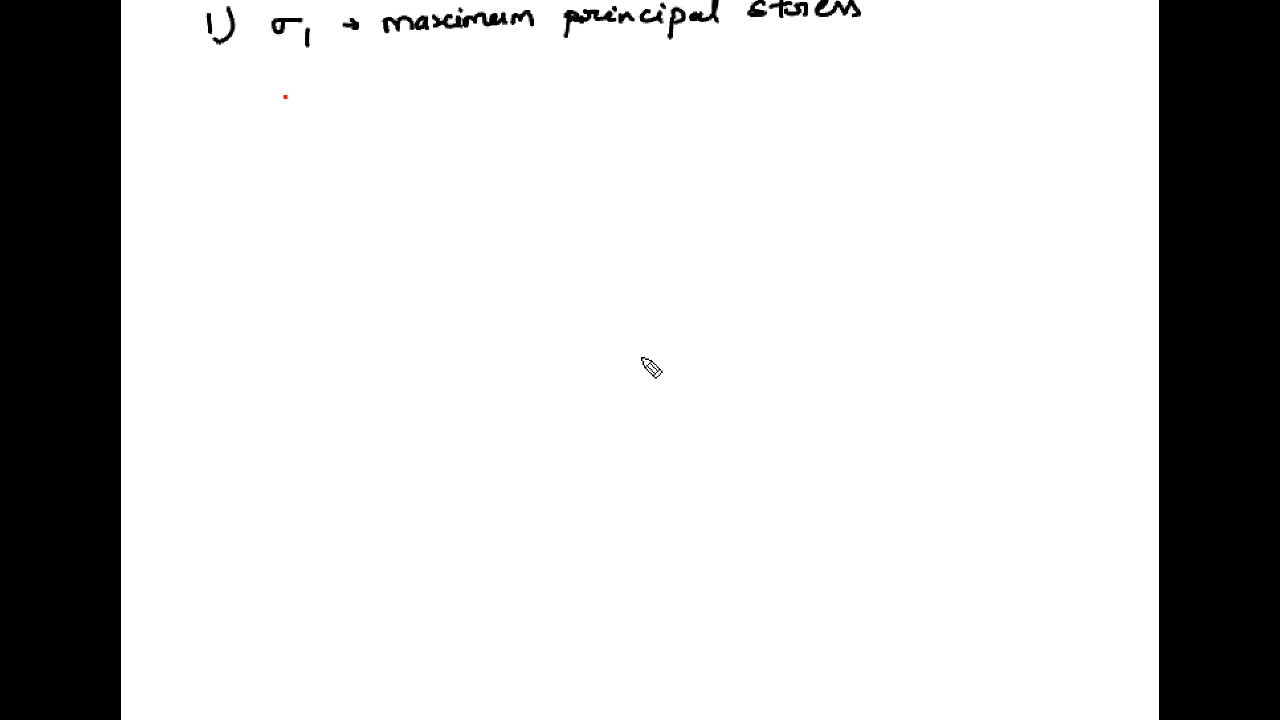 1) σ1 → maximum principal stress